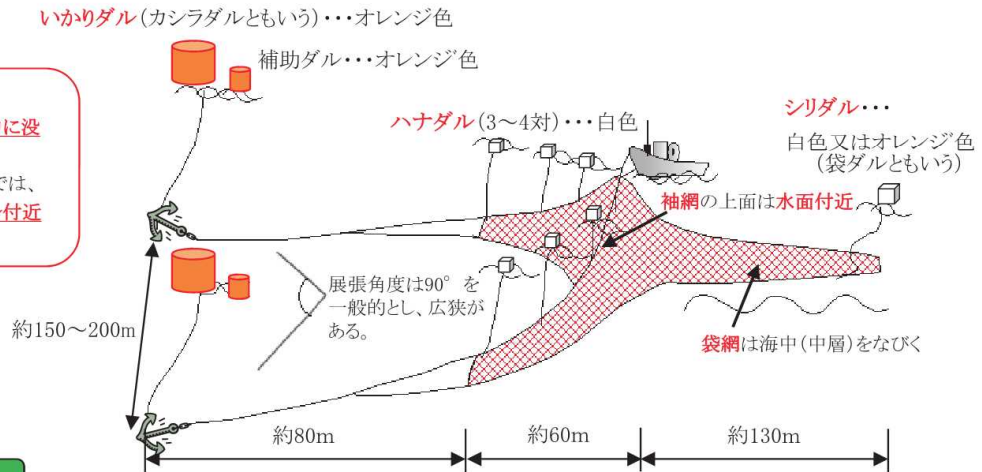 いかりダル(カシラダルともいう)・・・オレンジ色
補助ダル・・・オレンジ色
に没
では、
付近
ハナダル(3～4対)・・・白色
シリダル・・・
白色又はオレンジ色
(袋ダルともいう)
袖網の上面は水面付近
展張角度は90°を
一般的とし、広狭が
ある。
約150～200m
袋網は海中(中層)をなびく
約80m
約60m
約130m